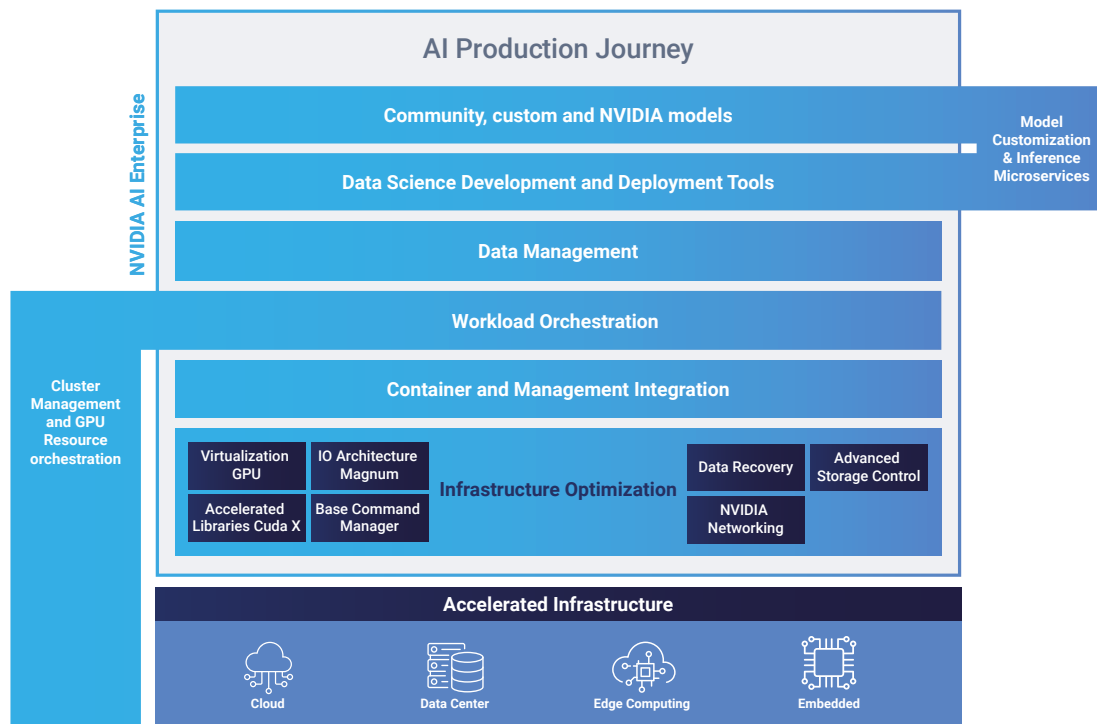 AI Production Journey
NVIDIA AI Enterprise
Community, custom and NVIDIA models
Model
Customization
& Inference
Microservices
Data Science Development and Deployment Tools
Data Management
Workload Orchestration
Cluster
Management
and GPU
Resource
orchestration
Container and Management Integration
Virtualization
GPU
IO Architecture
Magnum
Accelerated
Libraries Cuda X
Base Command
Manager
Infrastructure Optimization
Data Recovery
Advanced
Storage Control
NVIDIA
Networking
Accelerated Infrastructure
Cloud
Data Center
Edge Computing
Embedded